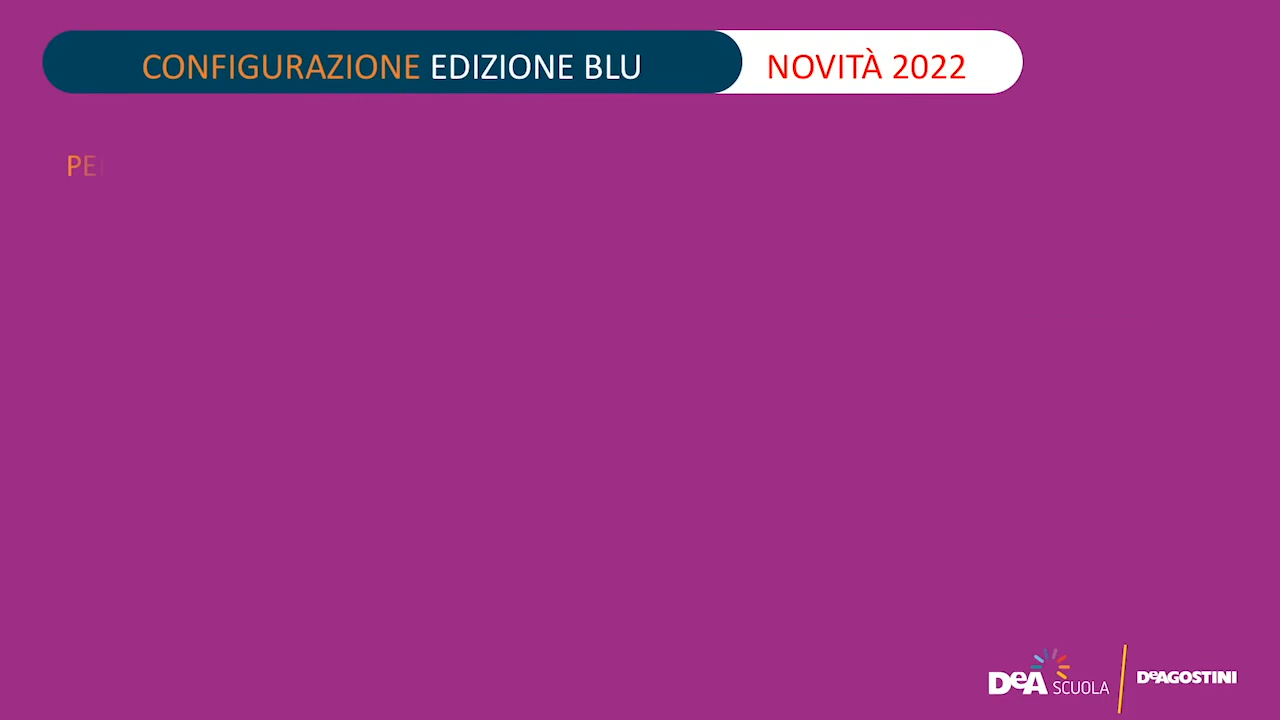 CONFIGURAZIONE EDIZIONE BLU NOVITÀ 2022
DeA SCUOLA DeAGOSTINI